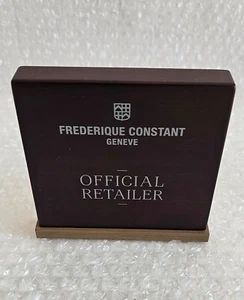 FREDERIQUE CONSTANT
GENEVE
OFFICIAL
RETAILER